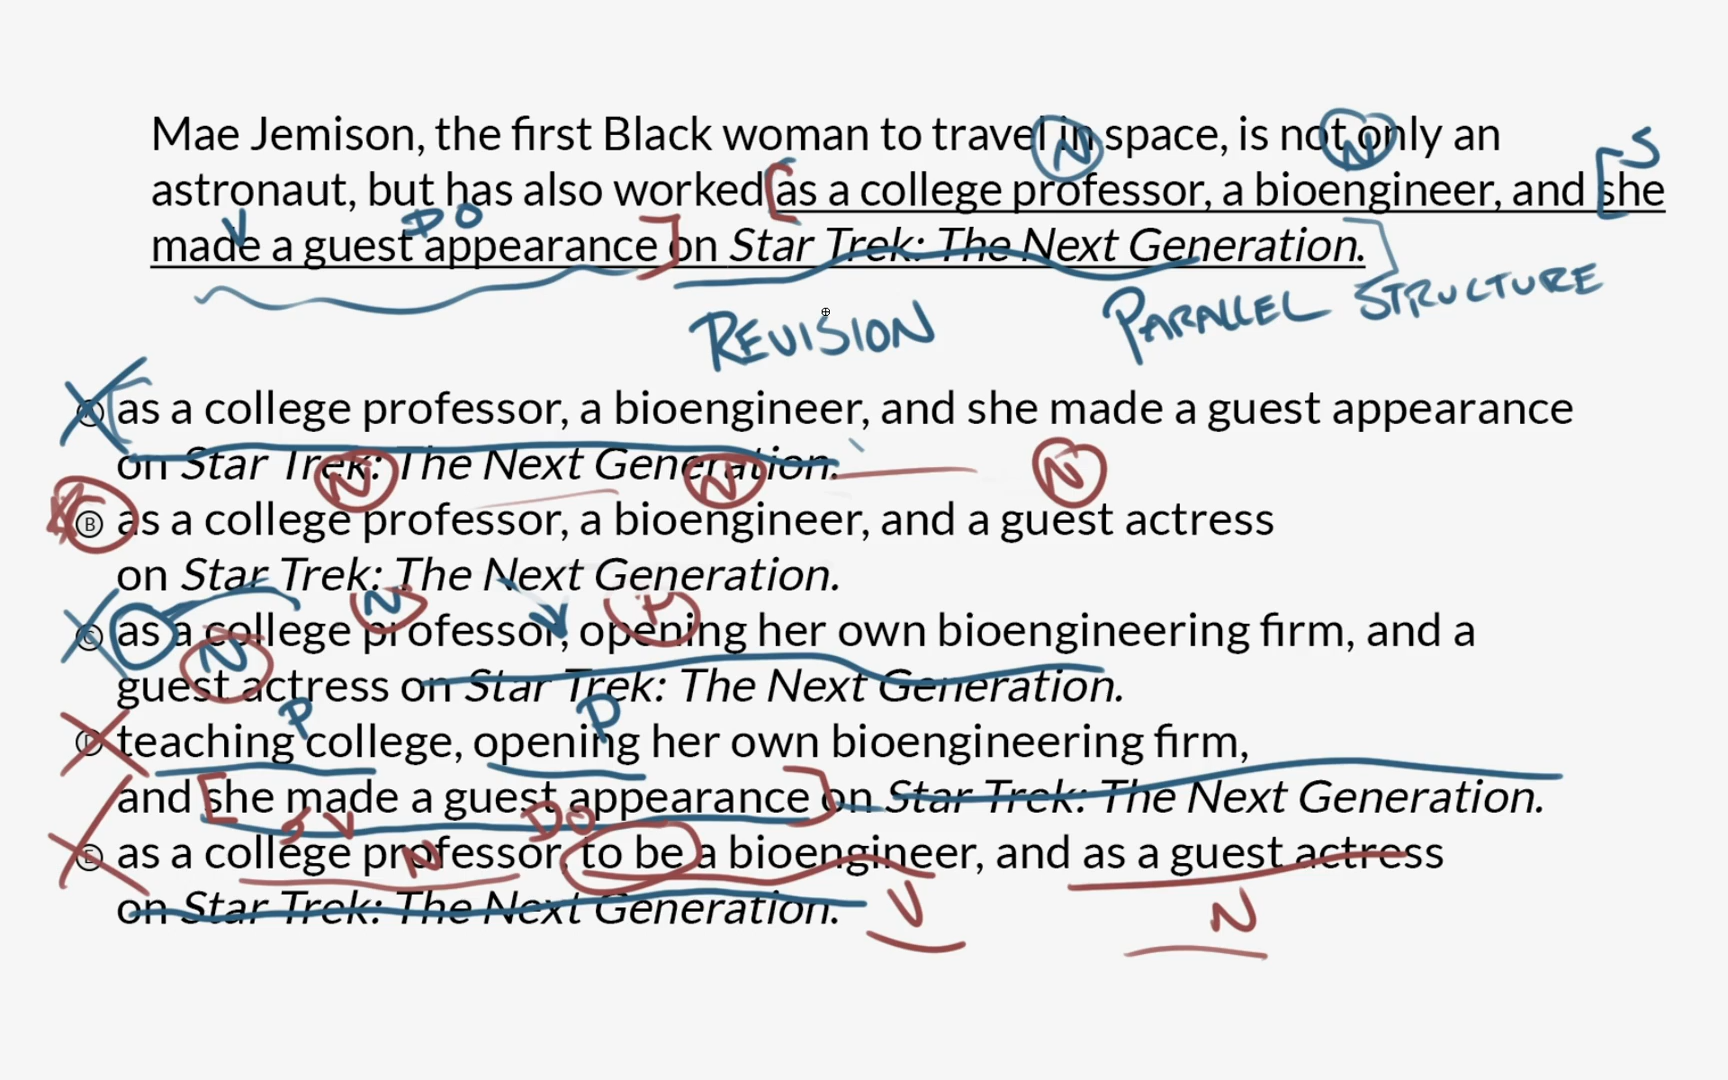 Mae Jemison, the first Black woman to travel in space, is not only an
N N S
astronaut, but has also worked as a college professor, a bioengineer, and she
V DO
made a guest appearance on Star Trek: The Next Generation.
REVISION PARALLEL STRUCTURE
A as a college professor, a bioengineer, and she made a guest appearance
on Star Trek: The Next Generation.
N N N
B as a college professor, a bioengineer, and a guest actress
on Star Trek: The Next Generation.
N P
C as a college professor, opening her own bioengineering firm, and a
N
guest actress on Star Trek: The Next Generation.
P P
D teaching college, opening her own bioengineering firm,
and she made a guest appearance on Star Trek: The Next Generation.
S V DO
E as a college professor, to be a bioengineer, and as a guest actress
N
on Star Trek: The Next Generation.
V N